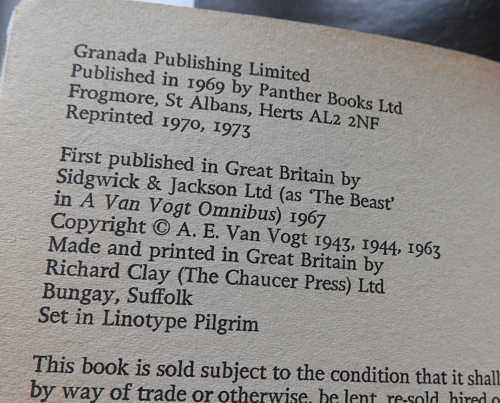 Granada Publishing Limited
Published in 1969 by Panther Books Ltd
Frogmore, St Albans, Herts AL2 2NF
Reprinted 1970, 1973
First published in Great Britain by
Sidgwick & Jackson Ltd (as 'The Beast'
in A Van Vogt Omnibus) 1967
Copyright © A. E. Van Vogt 1943, 1944, 1963
Made and printed in Great Britain by
Richard Clay (The Chaucer Press) Ltd
Bungay, Suffolk
Set in Linotype Pilgrim
This book is sold subject to the condition that it shall
by way of trade or otherwise, be lent, re-sold, hired